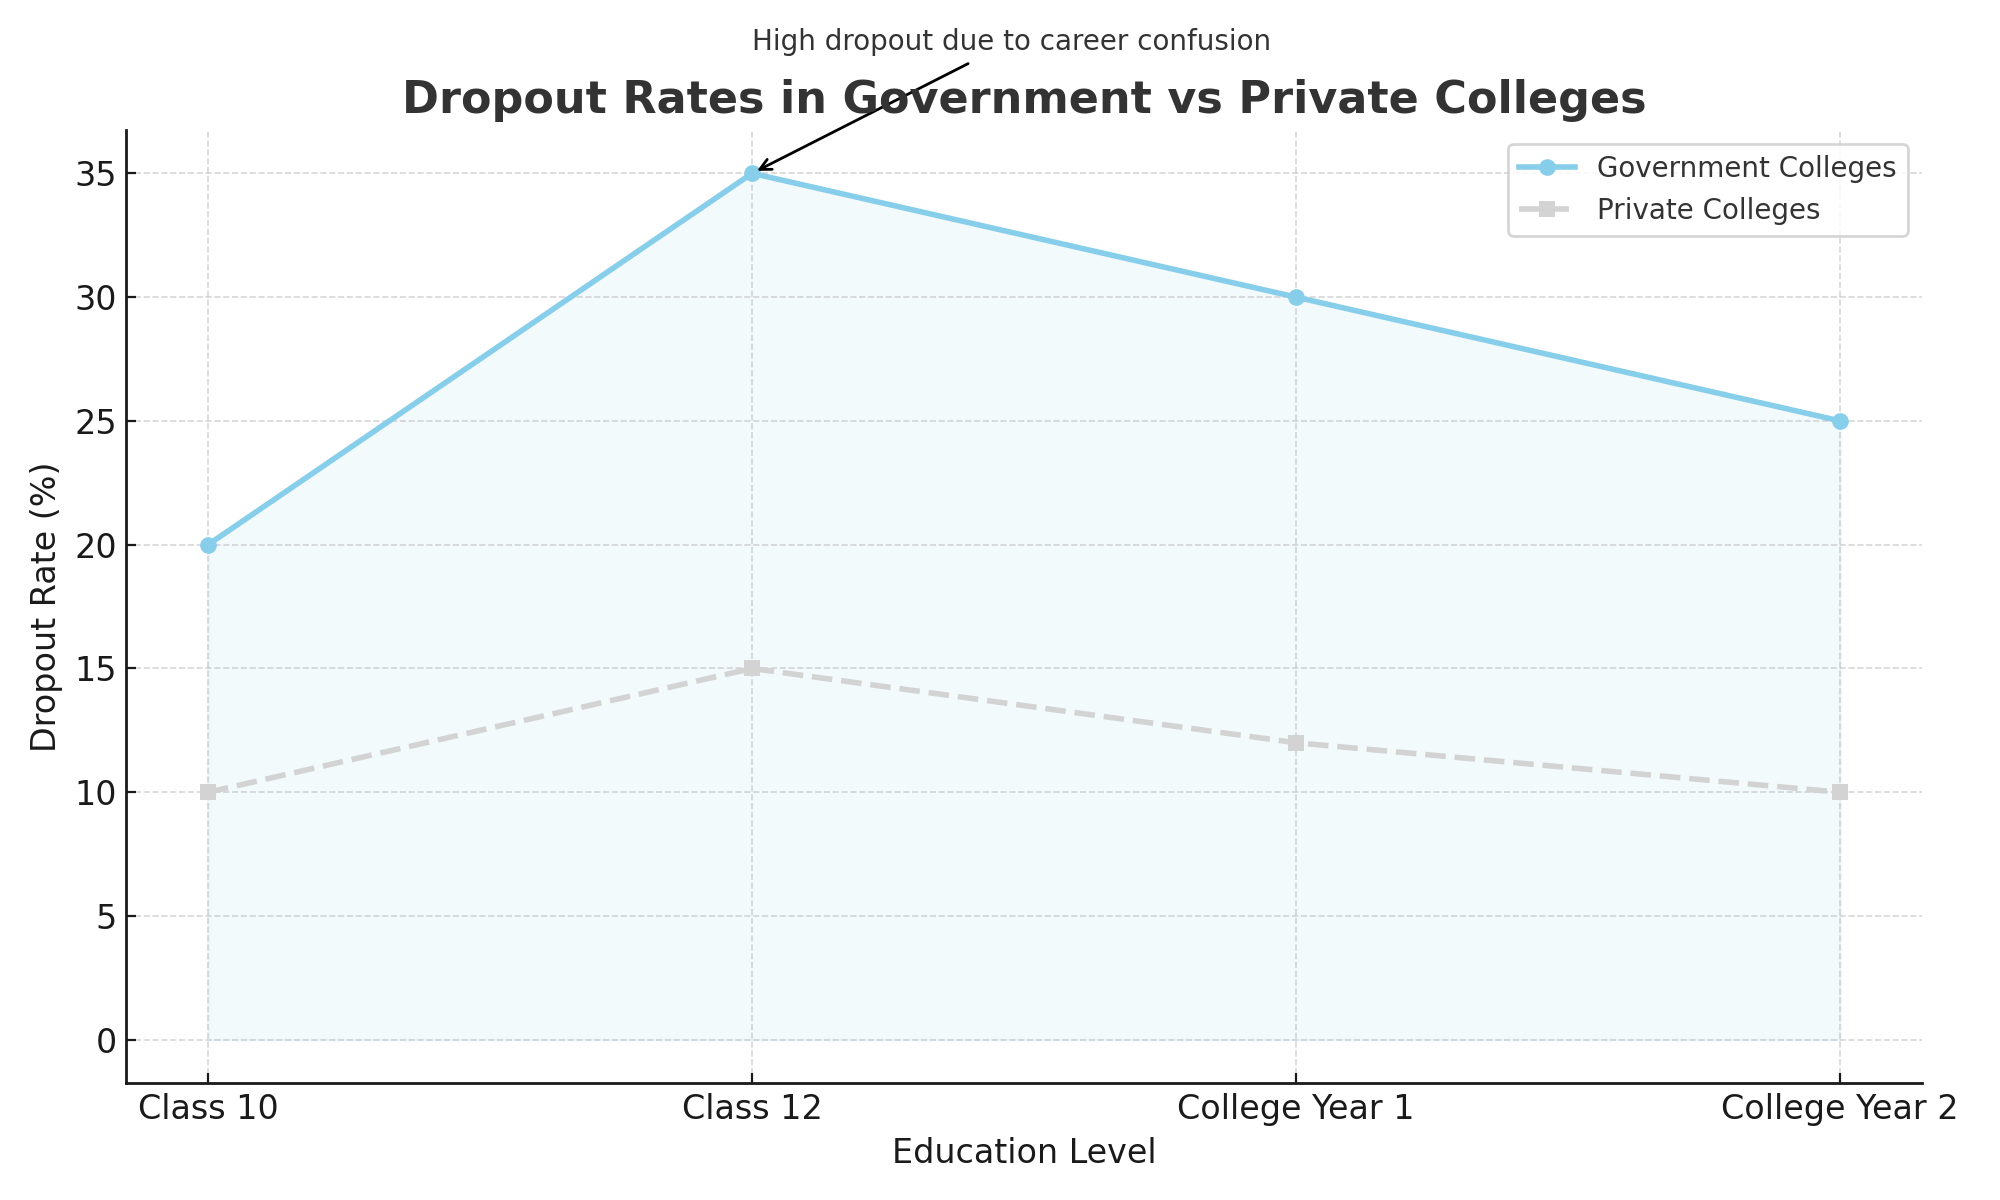 High dropout due to career confusion
Dropout Rates in Government vs Private Colleges
Government Colleges
Private Colleges
35
30
25
20
15
10
5
0
Dropout Rate (%)
Class 10
Class 12
College Year 1
College Year 2
Education Level